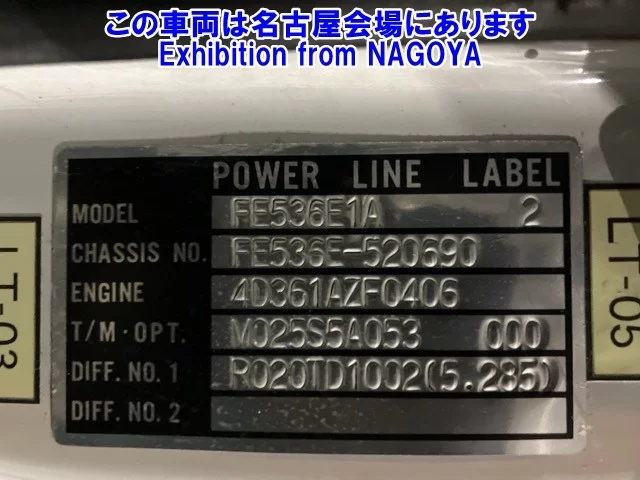 この車両は名古屋会場にあります
Exhibition from NAGOYA
POWER LINE LABEL
MODEL FE536E1A 2
CHASSIS NO. FE536E-520690
ENGINE 4D361AZF0406
T/M·OPT. M025S5A053 000
DIFF. NO. 1 R020TD1002(5.285)
DIFF. NO. 2
LT-03
LT-05